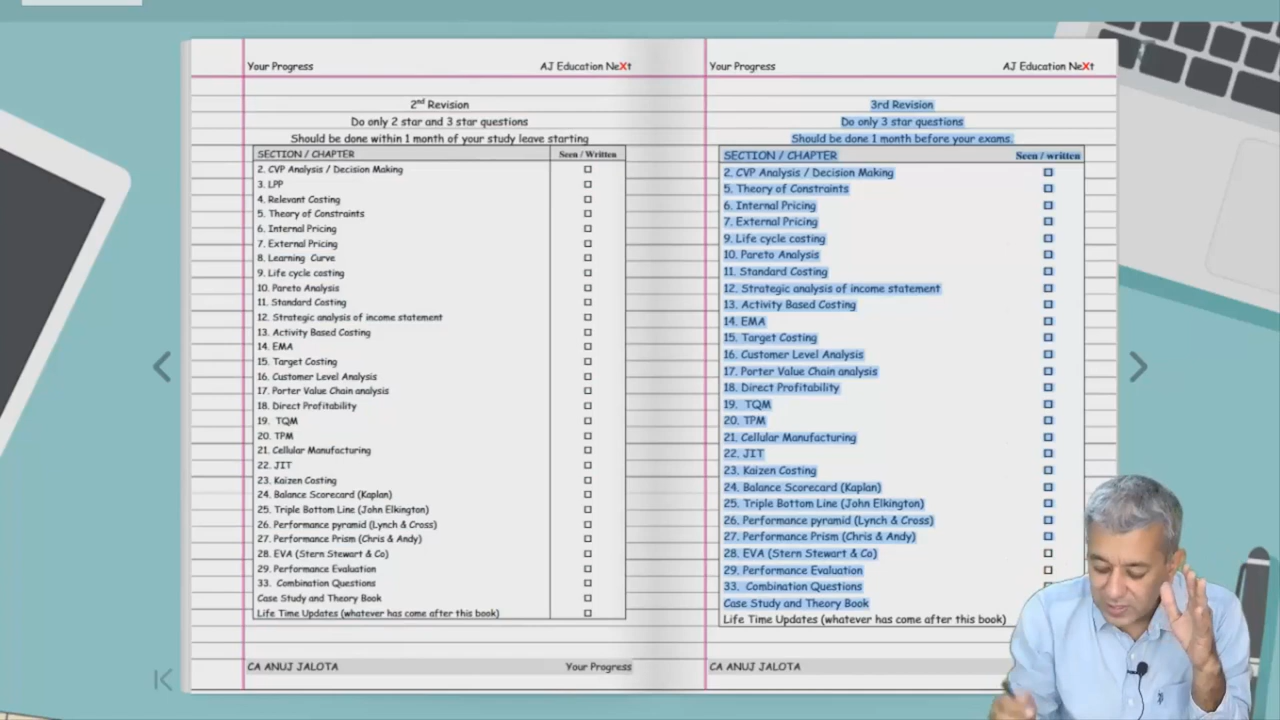 Your Progress AJ Education NeXt
2nd Revision
Do only 2 star and 3 star questions
Should be done within 1 month of your study leave starting
SECTION / CHAPTER Seen / Written
2. CVP Analysis / Decision Making
3. LPP
4. Relevant Costing
5. Theory of Constraints
6. Internal Pricing
7. External Pricing
8. Learning Curve
9. Life cycle costing
10. Pareto Analysis
11. Standard Costing
12. Strategic analysis of income statement
13. Activity Based Costing
14. EMA
15. Target Costing
16. Customer Level Analysis
17. Porter Value Chain analysis
18. Direct Profitability
19. TQM
20. TPM
21. Cellular Manufacturing
22. JIT
23. Kaizen Costing
24. Balance Scorecard (Kaplan)
25. Triple Bottom Line (John Elkington)
26. Performance pyramid (Lynch & Cross)
27. Performance Prism (Chris & Andy)
28. EVA (Stern Stewart & Co)
29. Performance Evaluation
33. Combination Questions
Case Study and Theory Book
Life Time Updates (whatever has come after this book)
CA ANUJ JALOTA Your Progress
Your Progress AJ Education NeXt
3rd Revision
Do only 3 star questions
Should be done 1 month before your exams.
SECTION / CHAPTER Seen / written
2. CVP Analysis / Decision Making
5. Theory of Constraints
6. Internal Pricing
7. External Pricing
9. Life cycle costing
10. Pareto Analysis
11. Standard Costing
12. Strategic analysis of income statement
13. Activity Based Costing
14. EMA
15. Target Costing
16. Customer Level Analysis
17. Porter Value Chain analysis
18. Direct Profitability
19. TQM
20. TPM
21. Cellular Manufacturing
22. JIT
23. Kaizen Costing
24. Balance Scorecard (Kaplan)
25. Triple Bottom Line (John Elkington)
26. Performance pyramid (Lynch & Cross)
27. Performance Prism (Chris & Andy)
28. EVA (Stern Stewart & Co)
29. Performance Evaluation
33. Combination Questions
Case Study and Theory Book
Life Time Updates (whatever has come after this book)
CA ANUJ JALOTA